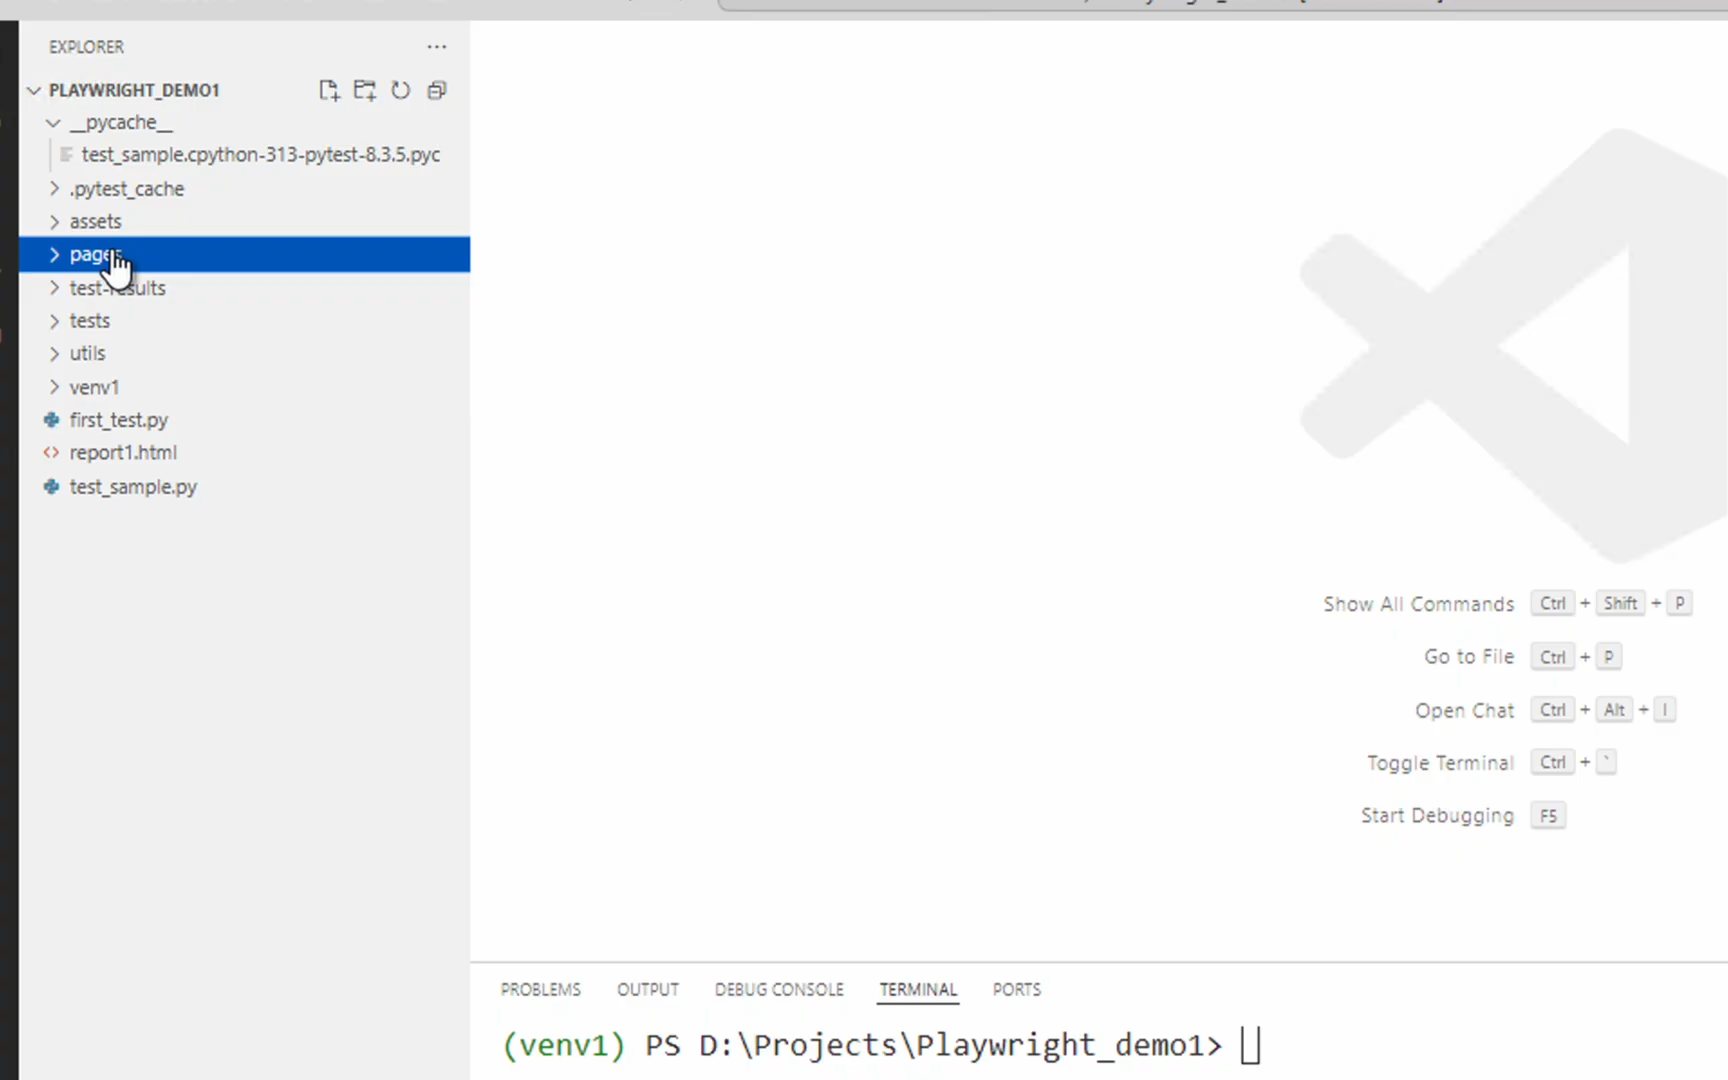 EXPLORER
PLAYWRIGHT_DEMO1
__pycache__
test_sample.cpython-313-pytest-8.3.5.pyc
.pytest_cache
assets
pages
test-results
tests
utils
venv1
first_test.py
report1.html
test_sample.py
Show All Commands Ctrl + Shift + P
Go to File Ctrl + P
Open Chat Ctrl + Alt + I
Toggle Terminal Ctrl + `
Start Debugging F5
PROBLEMS OUTPUT DEBUG CONSOLE TERMINAL PORTS
(venv1) PS D:\Projects\Playwright_demo1>